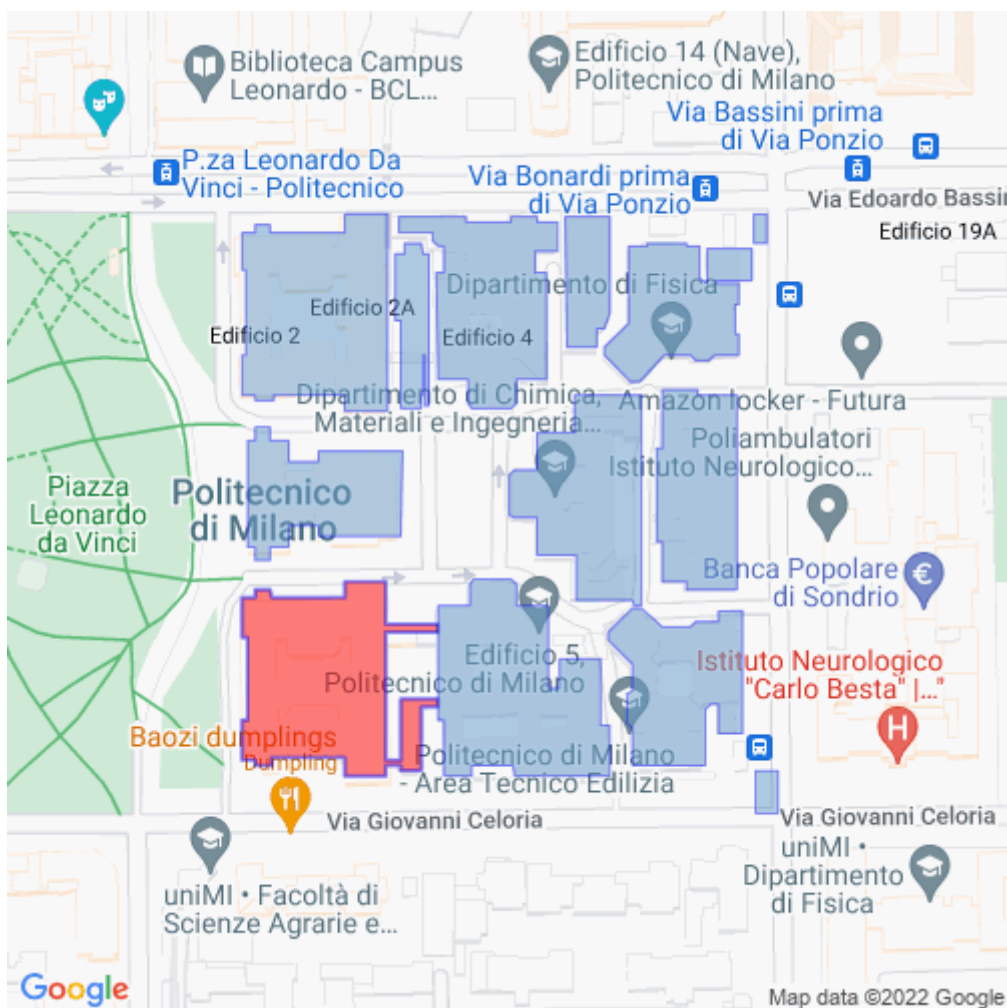 Biblioteca Campus
Leonardo - BCL...
Edificio 14 (Nave),
Politecnico di Milano
Via Bassini prima
di Via Ponzio
P.za Leonardo Da
Vinci - Politecnico
Via Bonardi prima
di Via Ponzio
Via Edoardo Bassin
Edificio 19A
Dipartimento di Fisica
Edificio 2A
Edificio 2
Edificio 4
Dipartimento di Chimica,
Materiali e Ingegneria...
Amazon locker - Futura
Poliambulatori
Istituto Neurologico...
Piazza
Leonardo
da Vinci
Politecnico
di Milano
Banca Popolare
di Sondrio
€
Edificio 5,
Politecnico di Milano
Istituto Neurologico
"Carlo Besta" |..."
H
Baozi dumplings
Dumpling
Politecnico di Milano
- Area Tecnico Edilizia
Via Giovanni Celoria
Via Giovanni Celoria
uniMI •
Dipartimento
di Fisica
uniMI • Facoltà di
Scienze Agrarie e...
Google
Map data ©2022 Google